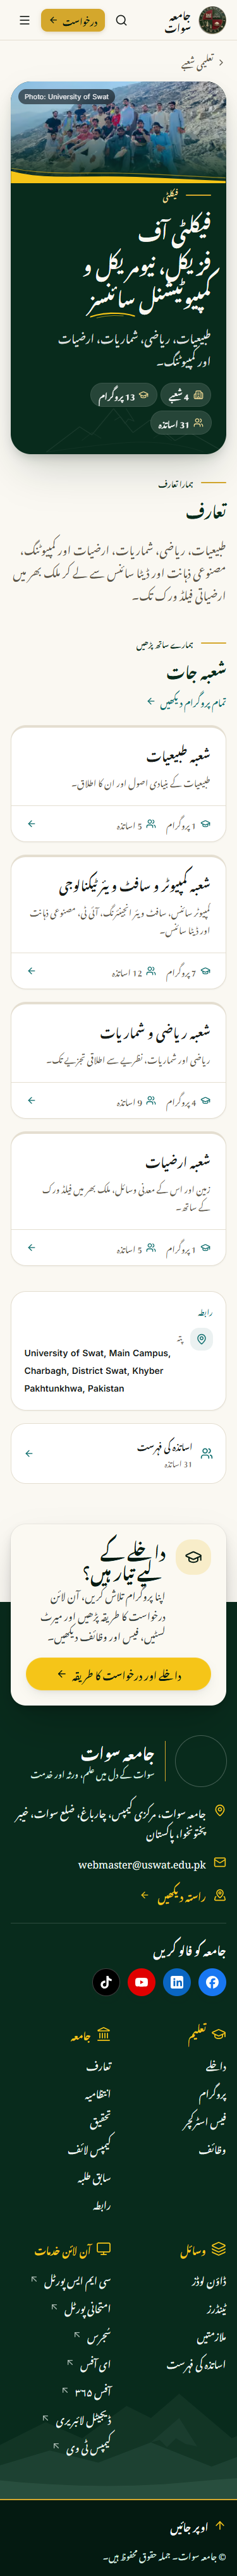 جامعہ
سوات
درخواست
تعلیمی شعبے
Photo: University of Swat
فیکلٹی
فیکلٹی آف
فزیکل، نیومریکل و
کمپیوٹیشنل سائنسز
طبیعیات، ریاضی، شماریات، ارضیات
اور کمپیوٹنگ۔
4 شعبے
13 پروگرام
31 اساتذہ
ہمارا تعارف
تعارف
طبیعیات، ریاضی، شماریات، ارضیات اور کمپیوٹنگ،
مصنوعی ذہانت اور ڈیٹا سائنس سے لے کر ملک بھر میں
ارضیاتی فیلڈ ورک تک۔
ہمارے ساتھ پڑھیں
شعبہ جات
تمام پروگرام دیکھیں
شعبہ طبیعیات
طبیعیات کے بنیادی اصول اور ان کا اطلاق۔
1 پروگرام
5 اساتذہ
شعبہ کمپیوٹر و سافٹ ویئر ٹیکنالوجی
کمپیوٹر سائنس، سافٹ ویئر انجینئرنگ، آئی ٹی، مصنوعی ذہانت
اور ڈیٹا سائنس۔
7 پروگرام
12 اساتذہ
شعبہ ریاضی و شماریات
ریاضی اور شماریات، نظریے سے اطلاقی تجزیے تک۔
4 پروگرام
9 اساتذہ
شعبہ ارضیات
زمین اور اس کے معدنی وسائل، ملک بھر میں فیلڈ ورک
کے ساتھ۔
1 پروگرام
5 اساتذہ
رابطہ
پتہ
University of Swat, Main Campus,
Charbagh, District Swat, Khyber
Pakhtunkhwa, Pakistan
اساتذہ کی فہرست
31 اساتذہ
داخلے کے
لیے تیار ہیں؟
اپنا پروگرام تلاش کریں، آن لائن
درخواست کا طریقہ پڑھیں اور میرٹ
لسٹیں، فیس اور وظائف دیکھیں۔
داخلے اور درخواست کا طریقہ
جامعہ سوات
سوات کے دل میں علم، ورثہ اور خدمت
جامعہ سوات، مرکزی کیمپس، چارباغ، ضلع سوات، خیبر
پختونخوا، پاکستان
webmaster@uswat.edu.pk
راستہ دیکھیں
جامعہ کو فالو کریں
تعلیم
داخلے
پروگرام
فیس اسٹرکچر
وظائف
جامعہ
تعارف
انتظامیہ
تحقیق
کیمپس لائف
سابق طلبہ
رابطہ
وسائل
ڈاؤن لوڈز
ٹینڈرز
ملازمتیں
اساتذہ کی فہرست
آن لائن خدمات
سی ایم ایس پورٹل
امتحانی پورٹل
سُجرس
ای آفس
آفس ۳۶۵
ڈیجیٹل لائبریری
کیمپس ٹی وی
اوپر جائیں
© جامعہ سوات۔ جملہ حقوق محفوظ ہیں۔